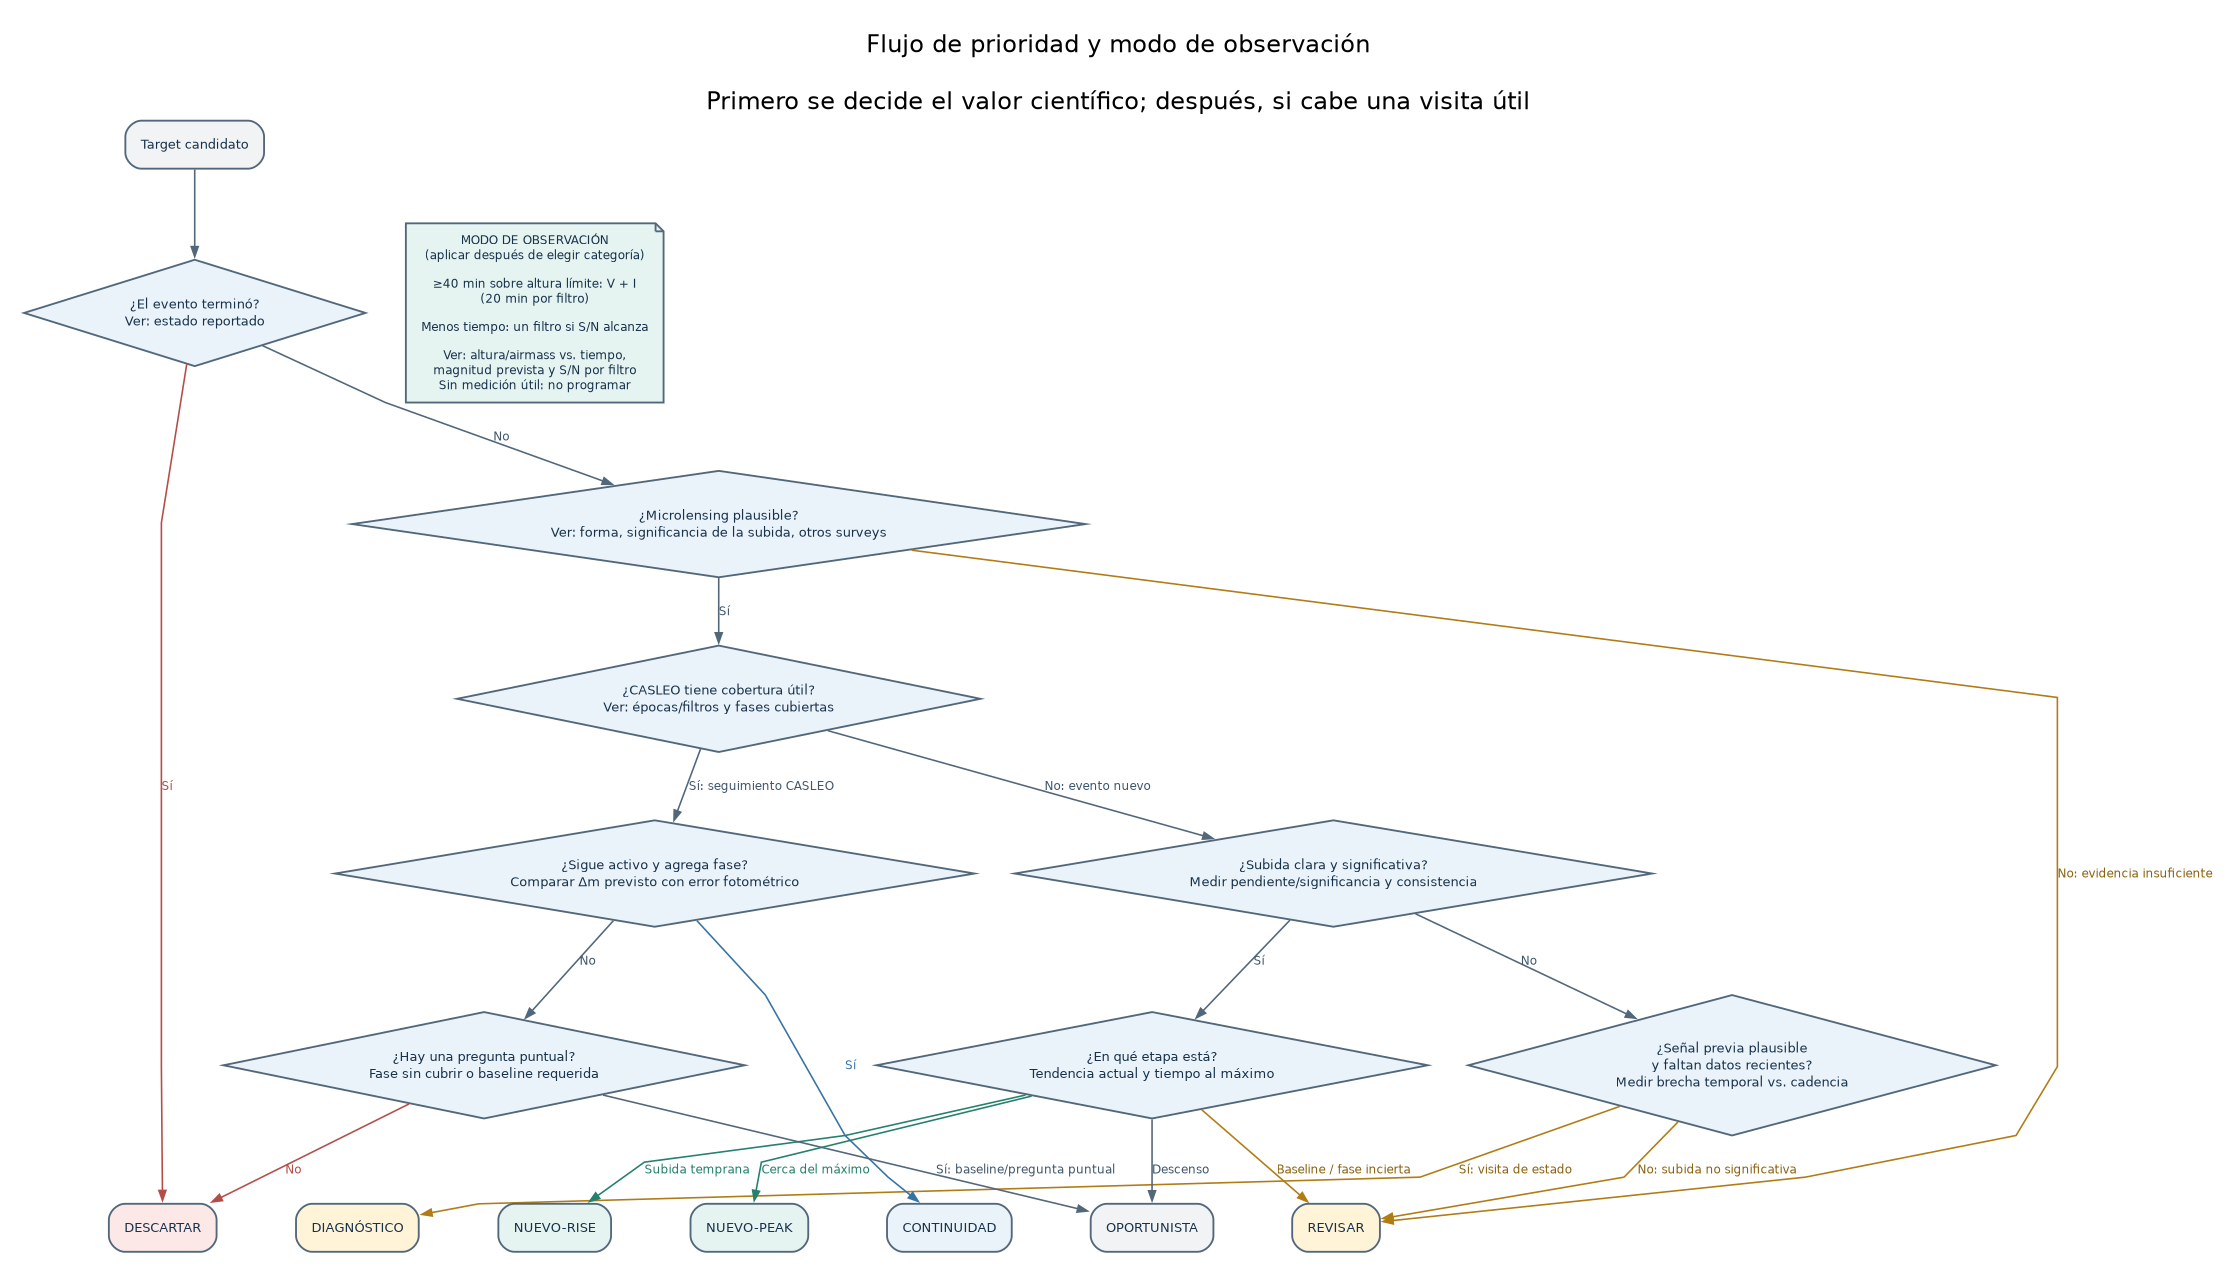 Flujo de prioridad y modo de observación
Primero se decide el valor científico; después, si cabe una visita útil
Target candidato
MODO DE OBSERVACIÓN
(aplicar después de elegir categoría)
≥40 min sobre altura límite: V + I
(20 min por filtro)
Menos tiempo: un filtro si S/N alcanza
Ver: altura/airmass vs. tiempo,
magnitud prevista y S/N por filtro
Sin medición útil: no programar
¿El evento terminó?
Ver: estado reportado
No
¿Microlensing plausible?
Ver: forma, significancia de la subida, otros surveys
Sí
¿CASLEO tiene cobertura útil?
Ver: épocas/filtros y fases cubiertas
Sí
Sí: seguimiento CASLEO
No: evento nuevo
¿Sigue activo y agrega fase?
Comparar Δm previsto con error fotométrico
¿Subida clara y significativa?
Medir pendiente/significancia y consistencia
No: evidencia insuficiente
No
Sí
No
¿Hay una pregunta puntual?
Fase sin cubrir o baseline requerida
Sí
¿En qué etapa está?
Tendencia actual y tiempo al máximo
¿Señal previa plausible
y faltan datos recientes?
Medir brecha temporal vs. cadencia
No
Subida temprana
Cerca del máximo
Sí: baseline/pregunta puntual
Descenso
Baseline / fase incierta
Sí: visita de estado
No: subida no significativa
DESCARTAR
DIAGNÓSTICO
NUEVO-RISE
NUEVO-PEAK
CONTINUIDAD
OPORTUNISTA
REVISAR